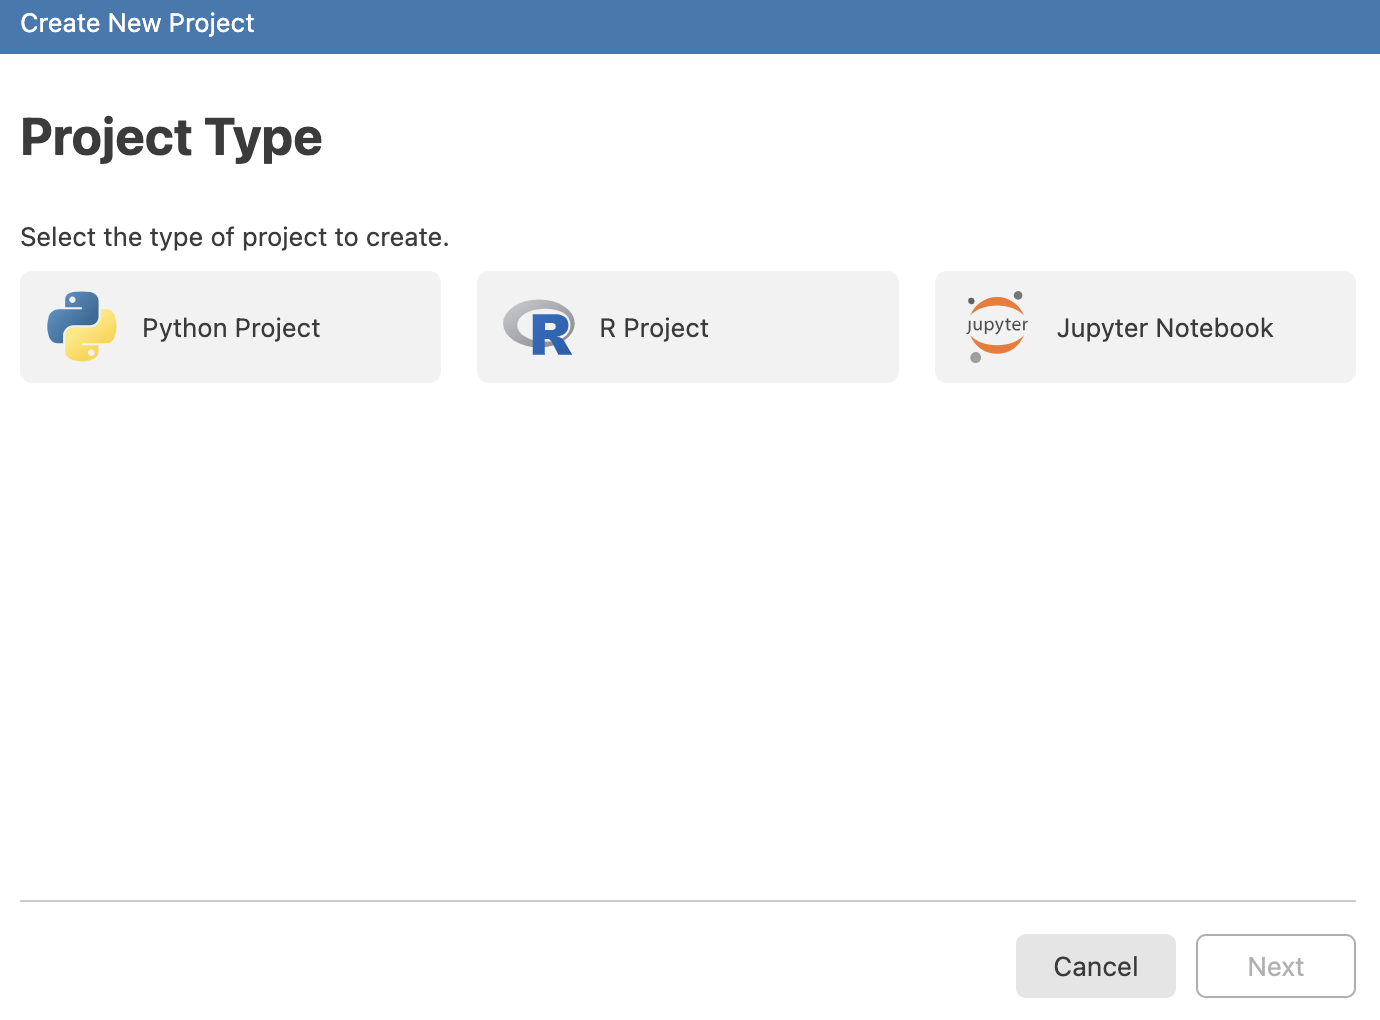 Create New Project
Project Type
Select the type of project to create.
Python Project
R
R Project
Jupyter
Jupyter Notebook
Cancel
Next